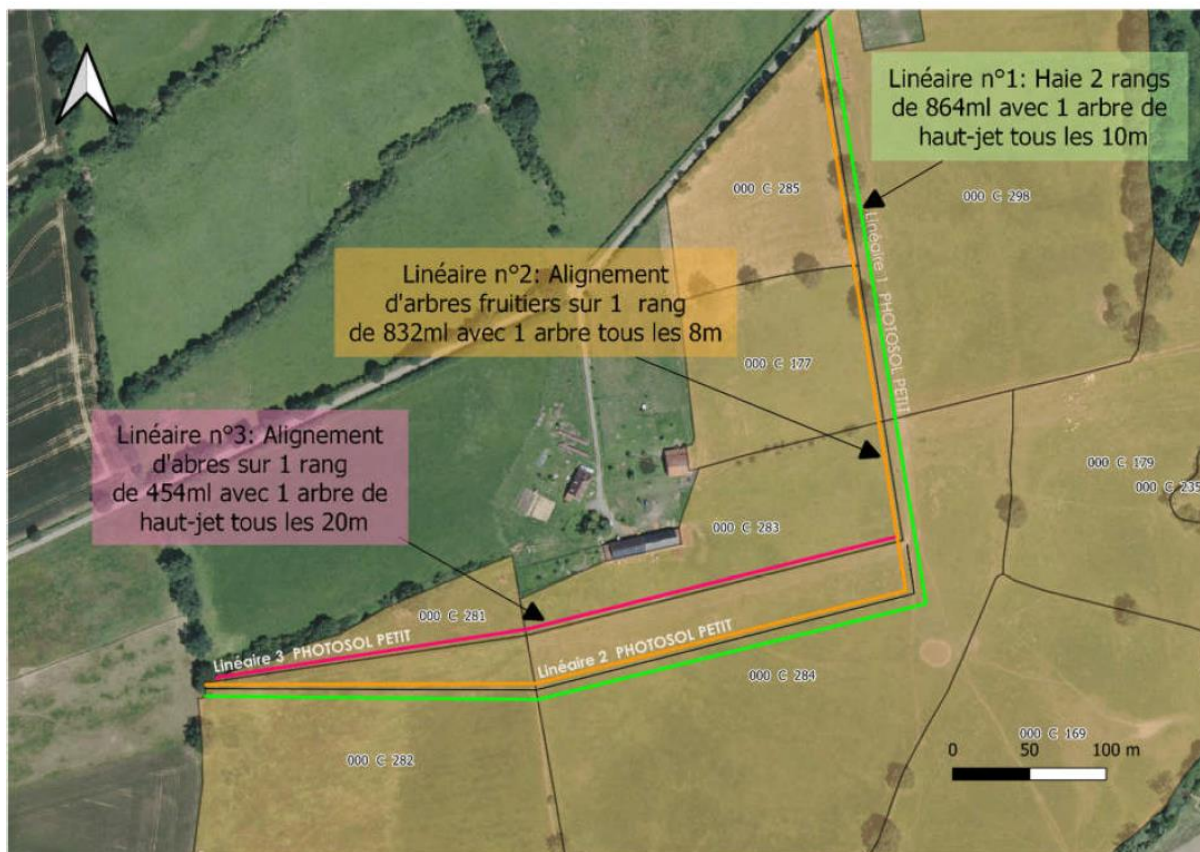 Linéaire n°1: Haie 2 rangs
de 864ml avec 1 arbre de
haut-jet tous les 10m
000 C 285
000 C 298
Linéaire 1 PHOTOSOL PETIT
Linéaire n°2: Alignement
d'arbres fruitiers sur 1 rang
de 832ml avec 1 arbre tous les 8m
000 C 177
Linéaire n°3: Alignement
d'abres sur 1 rang
de 454ml avec 1 arbre de
haut-jet tous les 20m
000 C 179
000 C 235
000 C 283
000 C 281
Linéaire 3 PHOTOSOL PETIT
Linéaire 2 PHOTOSOL PETIT
000 C 284
000 C 169
000 C 282
0 50 100 m